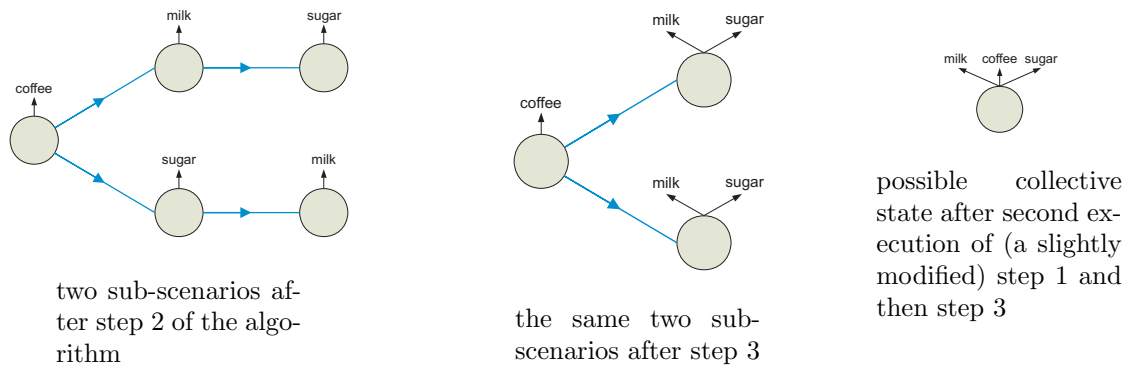 milk
sugar
coffee
sugar
milk
two sub-scenarios af-
ter step 2 of the algo-
rithm
milk
sugar
coffee
milk
sugar
the same two sub-
scenarios after step 3
milk coffee sugar
possible collective
state after second ex-
ecution of (a slightly
modified) step 1 and
then step 3